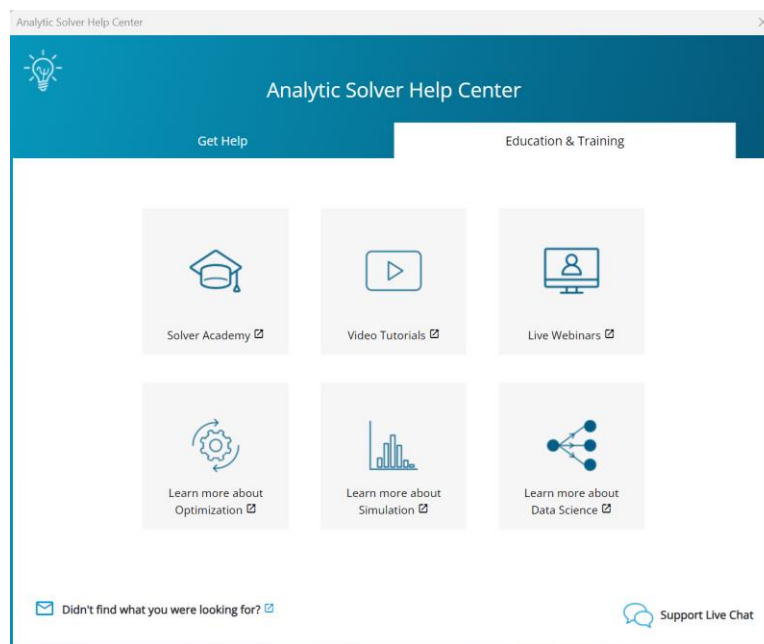 Analytic Solver Help Center
Analytic Solver Help Center
Get Help
Education & Training
Solver Academy
Video Tutorials
Live Webinars
Learn more about
Optimization
Learn more about
Simulation
Learn more about
Data Science
Didn't find what you were looking for?
Support Live Chat